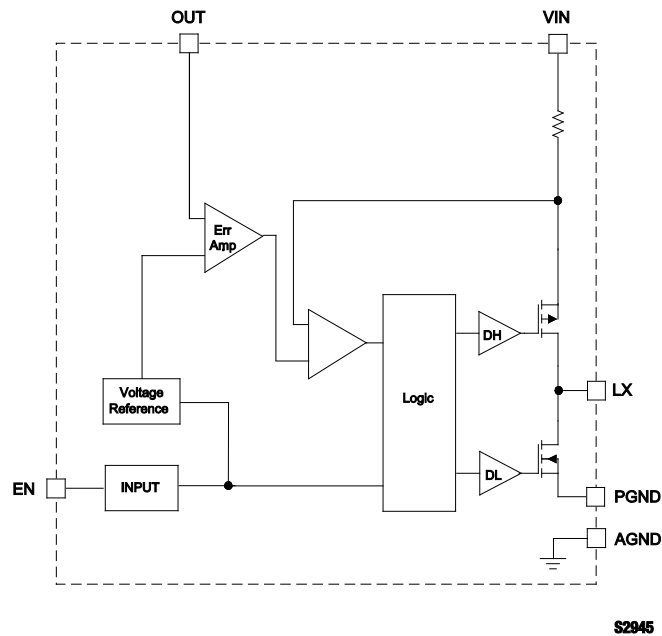 OUT
VIN
Err
Amp
DH
Voltage
Reference
Logic
LX
EN
INPUT
DL
PGND
AGND
S2945